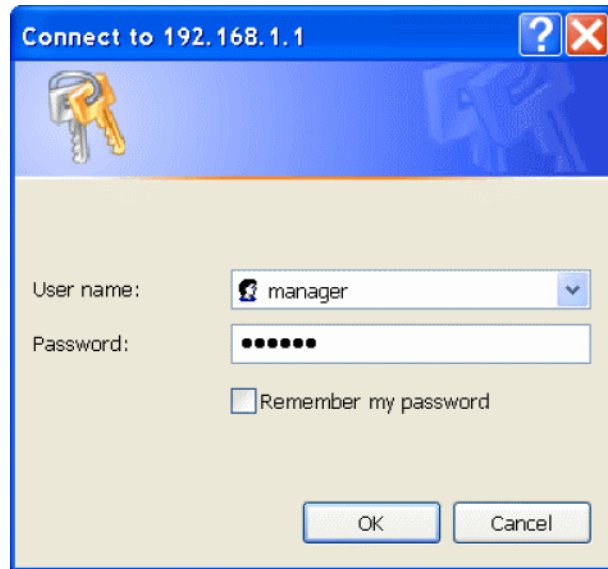 Connect to 192.168.1.1
User name:
manager
Password:
●●●●●●
Remember my password
OK
Cancel